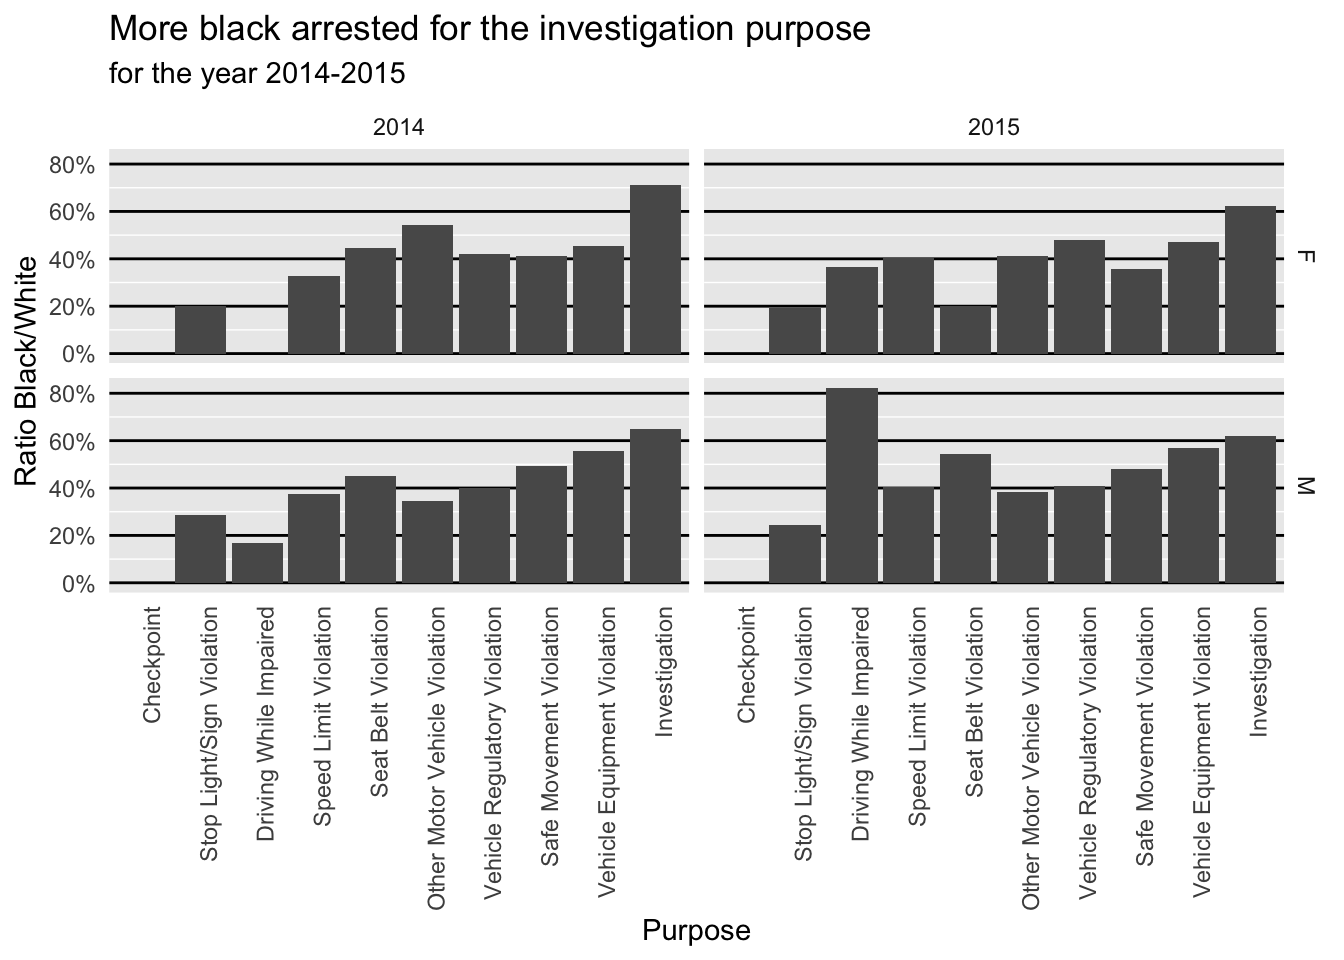 More black arrested for the investigation purpose
for the year 2014-2015
2014
2015
80%
60%
40%
20%
0%
F
80%
60%
40%
20%
0%
M
Ratio Black/White
Checkpoint
Stop Light/Sign Violation
Driving While Impaired
Speed Limit Violation
Seat Belt Violation
Other Motor Vehicle Violation
Vehicle Regulatory Violation
Safe Movement Violation
Vehicle Equipment Violation
Investigation
Checkpoint
Stop Light/Sign Violation
Driving While Impaired
Speed Limit Violation
Seat Belt Violation
Other Motor Vehicle Violation
Vehicle Regulatory Violation
Safe Movement Violation
Vehicle Equipment Violation
Investigation
Purpose